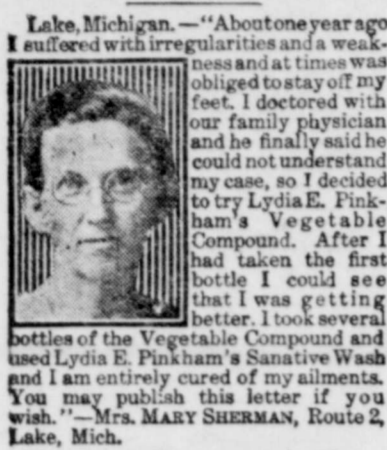 Lake, Michigan.—"About one year ago
I suffered with irregularities and a weak-
ness and at times was
obliged to stay off my
feet. I doctored with
our family physician
and he finally said he
could not understand
my case, so I decided
to try Lydia E. Pink-
ham's Vegetable
Compound. After I
had taken the first
bottle I could see
that I was getting
better. I took several
bottles of the Vegetable Compound and
used Lydia E. Pinkham's Sanative Wash
and I am entirely cured of my ailments.
You may publish this letter if you
wish."—Mrs. MARY SHERMAN, Route 2,
Lake, Mich.